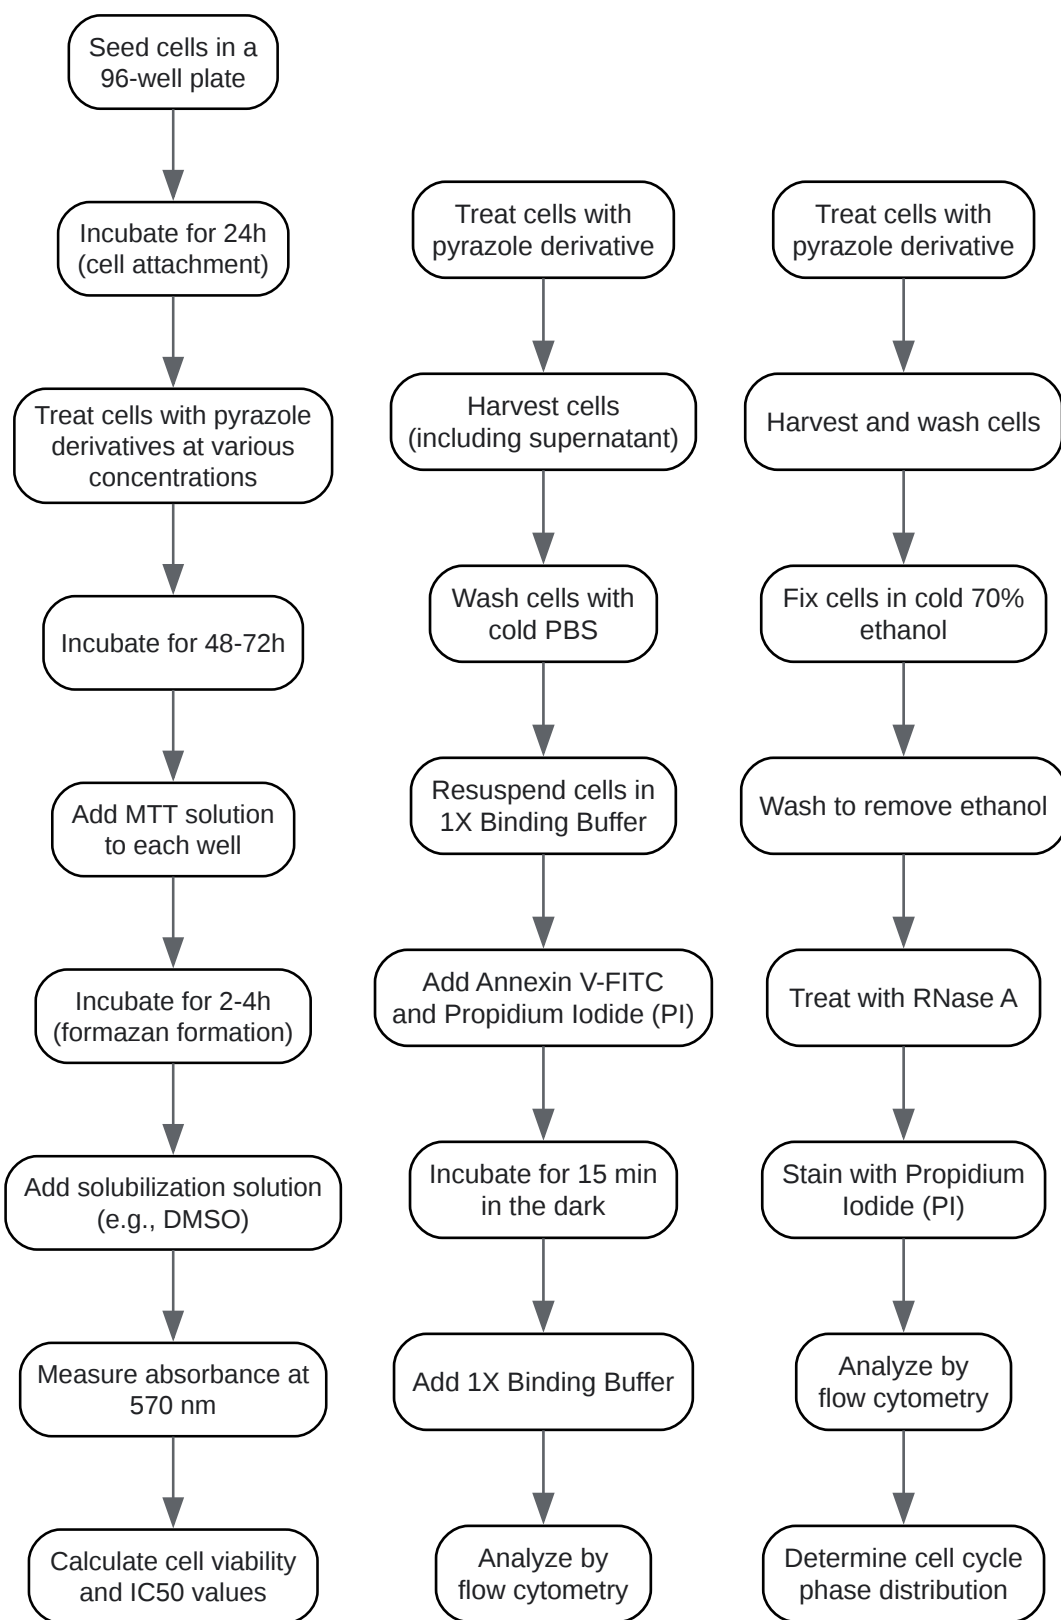 Seed cells in a
96-well plate
Incubate for 24h
(cell attachment)
Treat cells with pyrazole
derivatives at various
concentrations
Incubate for 48-72h
Add MTT solution
to each well
Incubate for 2-4h
(formazan formation)
Add solubilization solution
(e.g., DMSO)
Measure absorbance at
570 nm
Calculate cell viability
and IC50 values
Treat cells with
pyrazole derivative
Harvest cells
(including supernatant)
Wash cells with
cold PBS
Resuspend cells in
1X Binding Buffer
Add Annexin V-FITC
and Propidium Iodide (PI)
Incubate for 15 min
in the dark
Add 1X Binding Buffer
Analyze by
flow cytometry
Treat cells with
pyrazole derivative
Harvest and wash cells
Fix cells in cold 70%
ethanol
Wash to remove ethanol
Treat with RNase A
Stain with Propidium
Iodide (PI)
Analyze by
flow cytometry
Determine cell cycle
phase distribution